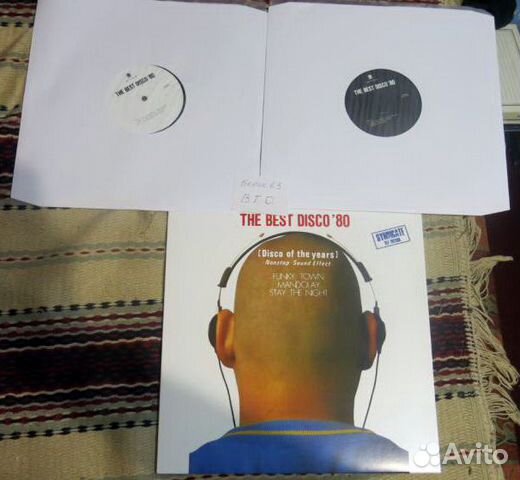 THE BEST DISCO '80
THE BEST DISCO '80
BTO
THE BEST DISCO '80
[Disco of the years]
Nonstop Sound Effect
FUNKY TOWN
MANDOLAY
STAY THE NIGHT
SYNDICATE
Avito